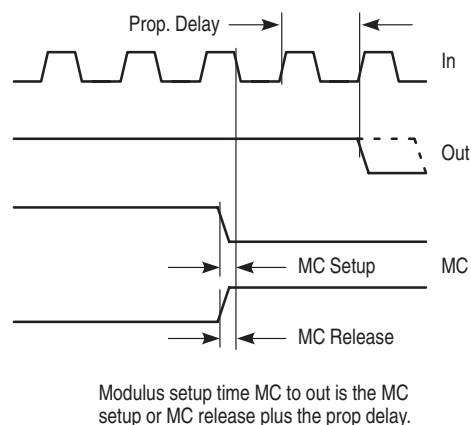 Prop. Delay
In
Out
MC Setup
MC
MC Release
Modulus setup time MC to out is the MC
setup or MC release plus the prop delay.